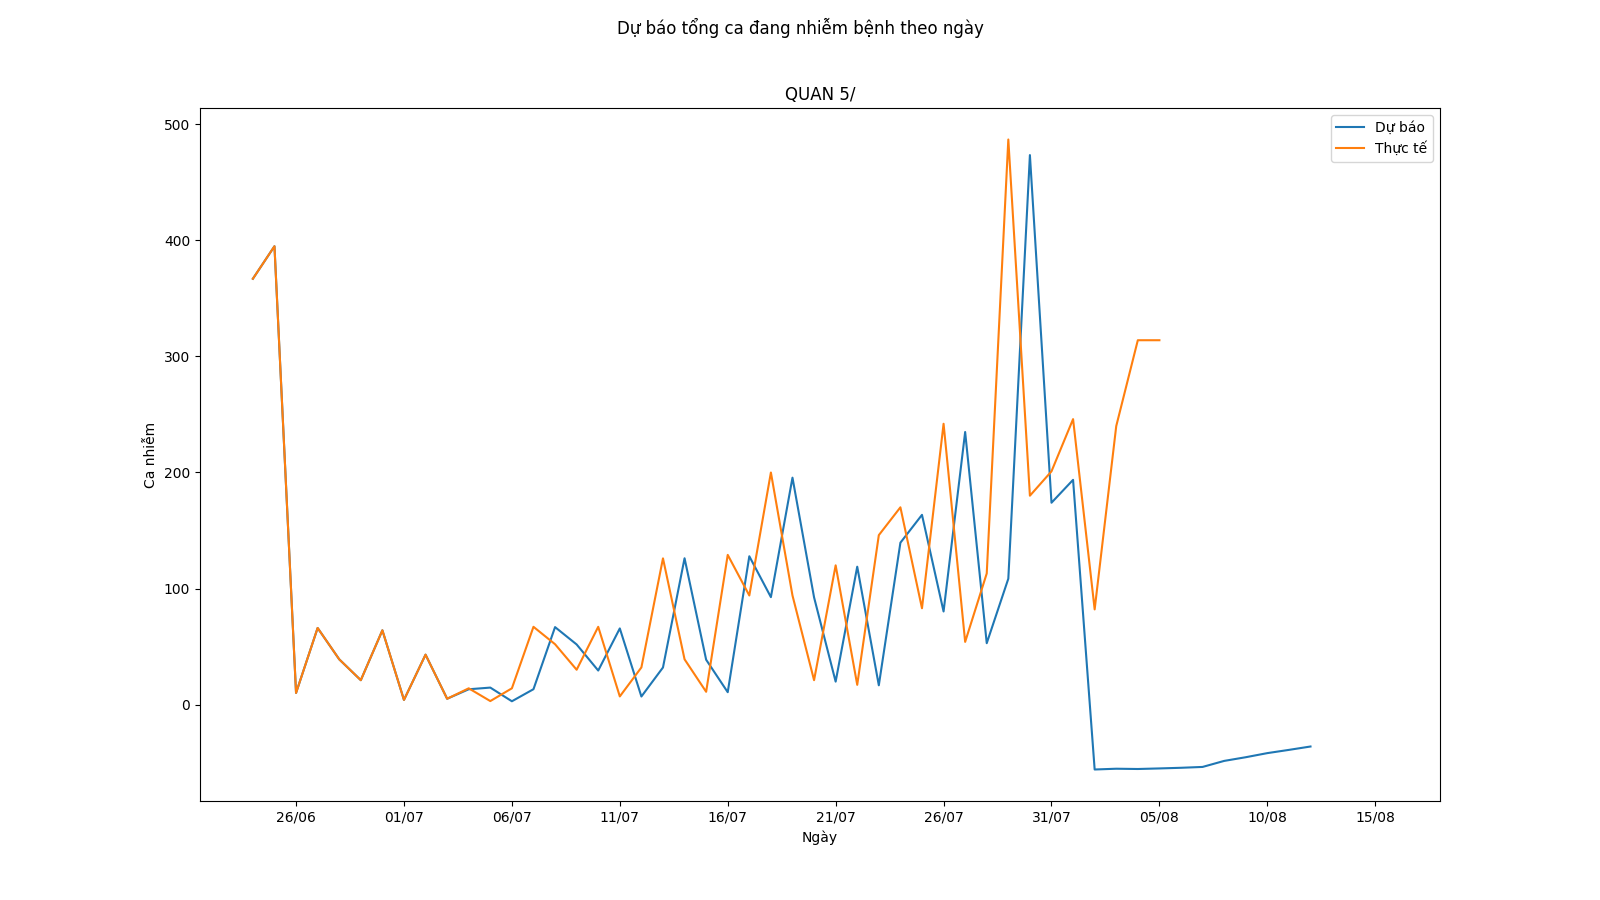 Dự báo tổng ca đang nhiễm bệnh theo ngày
QUAN 5/
Dự báo
Thực tế
500
400
300
200
100
0
Ca nhiễm
26/06 01/07 06/07 11/07 16/07 21/07 26/07 31/07 05/08 10/08 15/08
Ngày